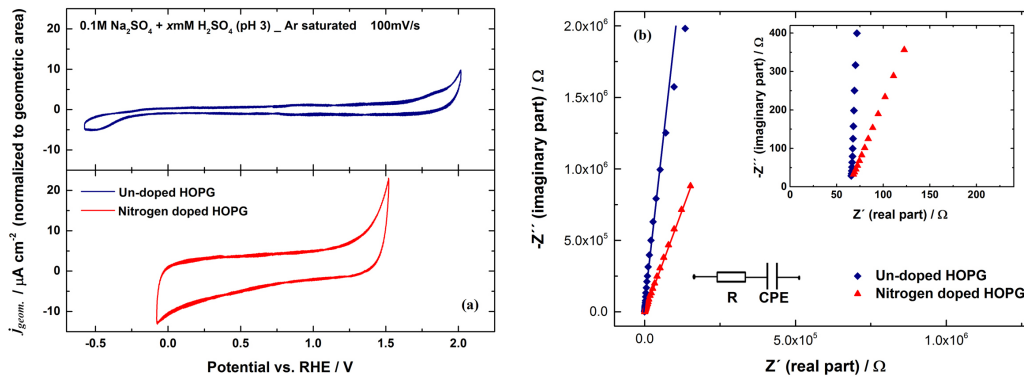 0.1M Na₂SO₄ + xmM H₂SO₄ (pH 3) _ Ar saturated 100mV/s
20
10
0
10
20
10
0
-10
Un-doped HOPG
Nitrogen doped HOPG
(a)
-0.5 0.0 0.5 1.0 1.5 2.0
Potential vs. RHE / V
jgeom. / μA cm⁻² (normalized to geometric area)
(b)
2.0x10⁶
1.5x10⁶
1.0x10⁶
5.0x10⁵
0.0
-Z´´ (imaginary part) / Ω
0.0 5.0x10⁵ 1.0x10⁶
Z´ (real part) / Ω
R CPE
Un-doped HOPG
Nitrogen doped HOPG
400
300
200
100
0
-Z´´ (imaginary part) / Ω
0 50 100 150 200
Z´ (real part) / Ω